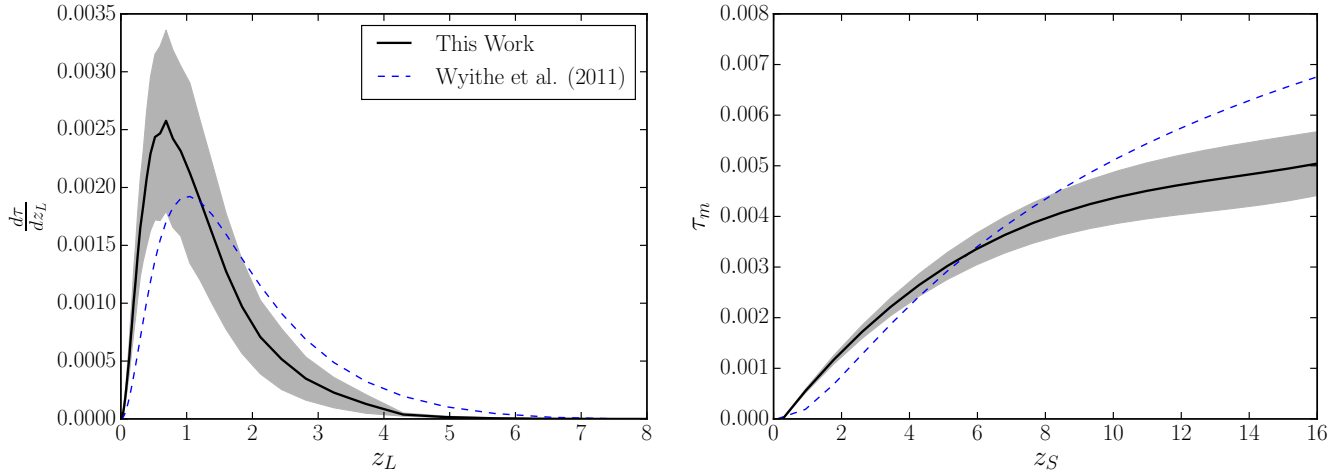 0.0035
0.0030
0.0025
0.0020
0.0015
0.0010
0.0005
0.0000
dτ
dz_L
This Work
Wyithe et al. (2011)
0 1 2 3 4 5 6 7 8
z_L
0.008
0.007
0.006
0.005
0.004
0.003
0.002
0.001
0.000
τ_m
0 2 4 6 8 10 12 14 16
z_S